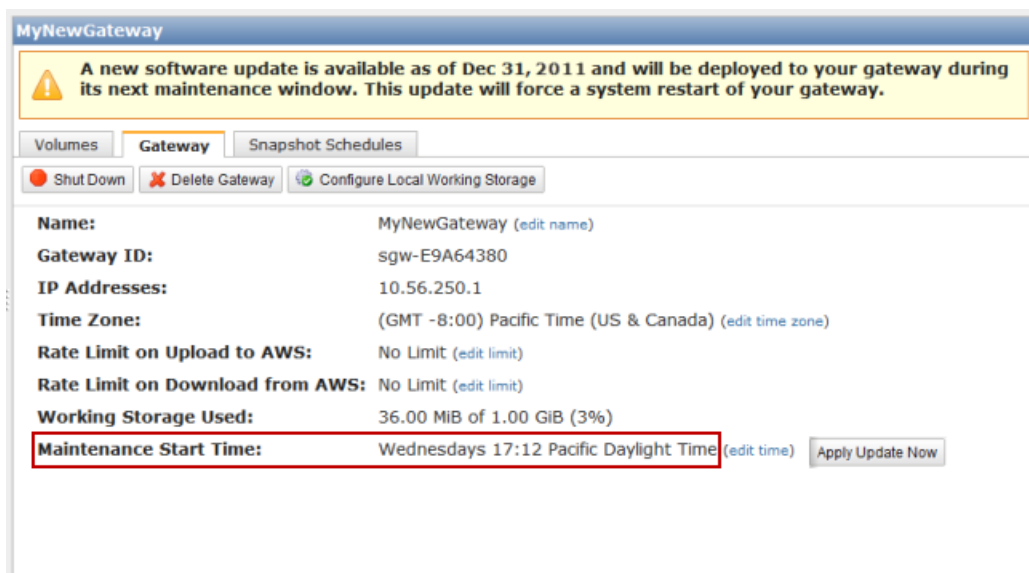 MyNewGateway
A new software update is available as of Dec 31, 2011 and will be deployed to your gateway during
its next maintenance window. This update will force a system restart of your gateway.
Volumes Gateway Snapshot Schedules
Shut Down Delete Gateway Configure Local Working Storage
Name: MyNewGateway (edit name)
Gateway ID: sgw-E9A64380
IP Addresses: 10.56.250.1
Time Zone: (GMT -8:00) Pacific Time (US & Canada) (edit time zone)
Rate Limit on Upload to AWS: No Limit (edit limit)
Rate Limit on Download from AWS: No Limit (edit limit)
Working Storage Used: 36.00 MiB of 1.00 GiB (3%)
Maintenance Start Time: Wednesdays 17:12 Pacific Daylight Time (edit time) Apply Update Now